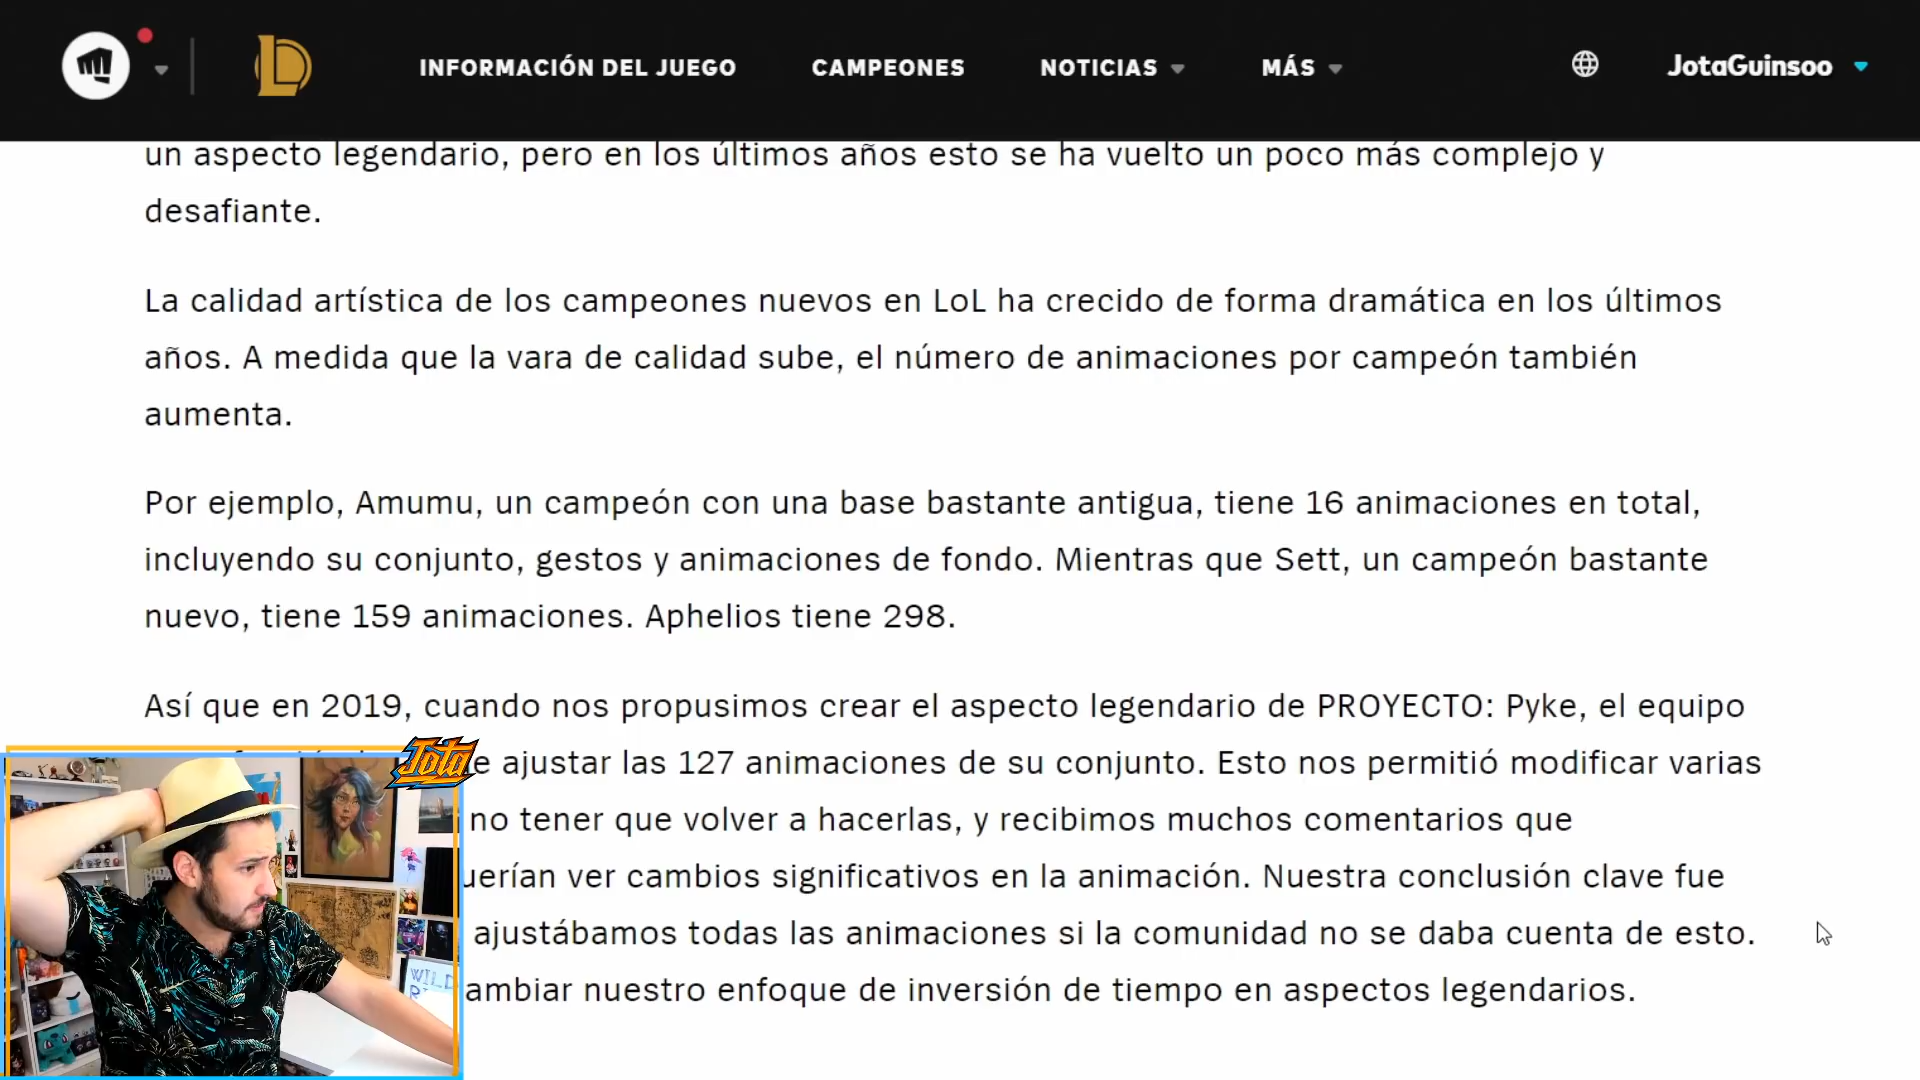 INFORMACIÓN DEL JUEGO CAMPEONES NOTICIAS MÁS JotaGuinsoo
un aspecto legendario, pero en los últimos años esto se ha vuelto un poco más complejo y
desafiante.
La calidad artística de los campeones nuevos en LoL ha crecido de forma dramática en los últimos
años. A medida que la vara de calidad sube, el número de animaciones por campeón también
aumenta.
Por ejemplo, Amumu, un campeón con una base bastante antigua, tiene 16 animaciones en total,
incluyendo su conjunto, gestos y animaciones de fondo. Mientras que Sett, un campeón bastante
nuevo, tiene 159 animaciones. Aphelios tiene 298.
Así que en 2019, cuando nos propusimos crear el aspecto legendario de PROYECTO: Pyke, el equipo
ajustar las 127 animaciones de su conjunto. Esto nos permitió modificar varias
no tener que volver a hacerlas, y recibimos muchos comentarios que
uerían ver cambios significativos en la animación. Nuestra conclusión clave fue
ajustábamos todas las animaciones si la comunidad no se daba cuenta de esto.
ambiar nuestro enfoque de inversión de tiempo en aspectos legendarios.
Jota
WILD